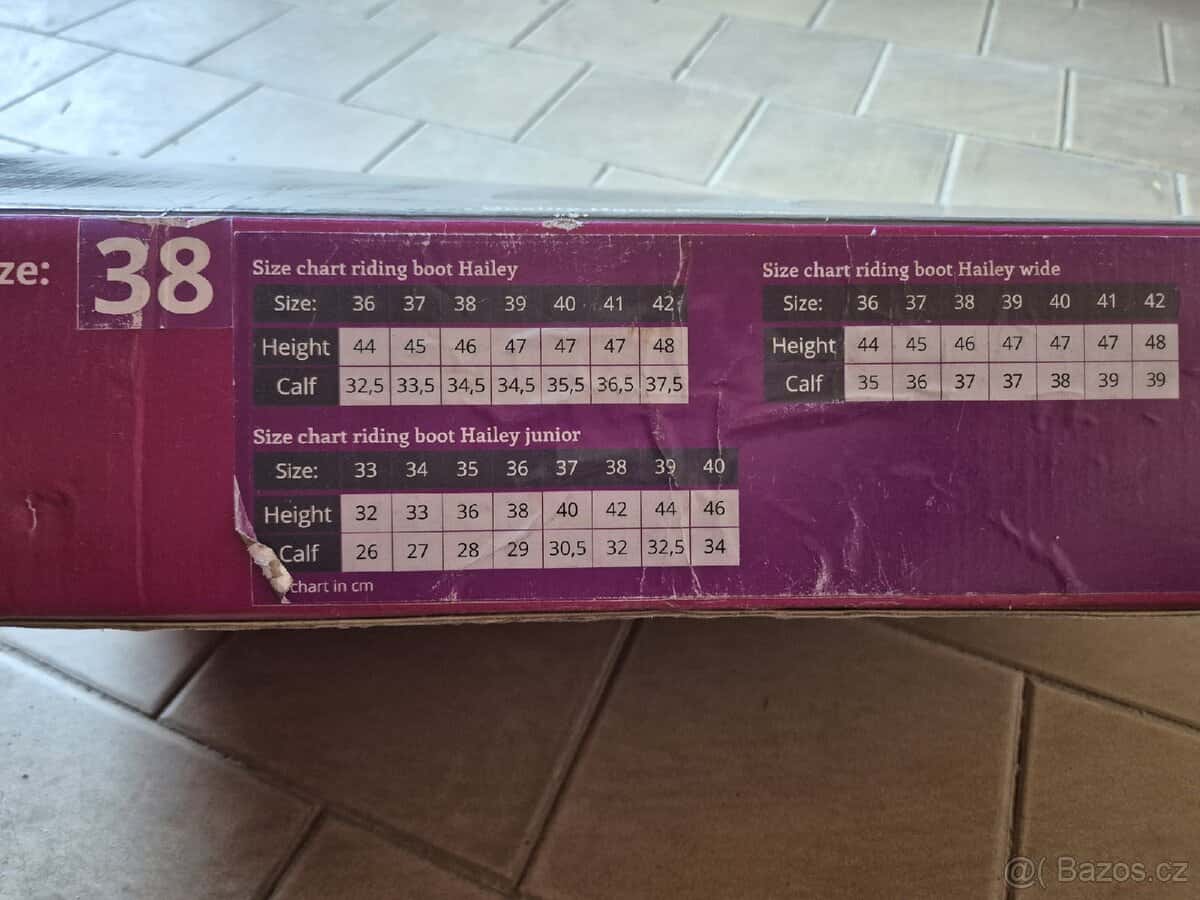 ze: 38
Size chart riding boot Hailey
Size: 36 37 38 39 40 41 42
Height 44 45 46 47 47 47 48
Calf 32,5 33,5 34,5 34,5 35,5 36,5 37,5
Size chart riding boot Hailey wide
Size: 36 37 38 39 40 41 42
Height 44 45 46 47 47 47 48
Calf 35 36 37 37 38 39 39
Size chart riding boot Hailey junior
Size: 33 34 35 36 37 38 39 40
Height 32 33 36 38 40 42 44 46
Calf 26 27 28 29 30,5 32 32,5 34
chart in cm
@( Bazos.cz